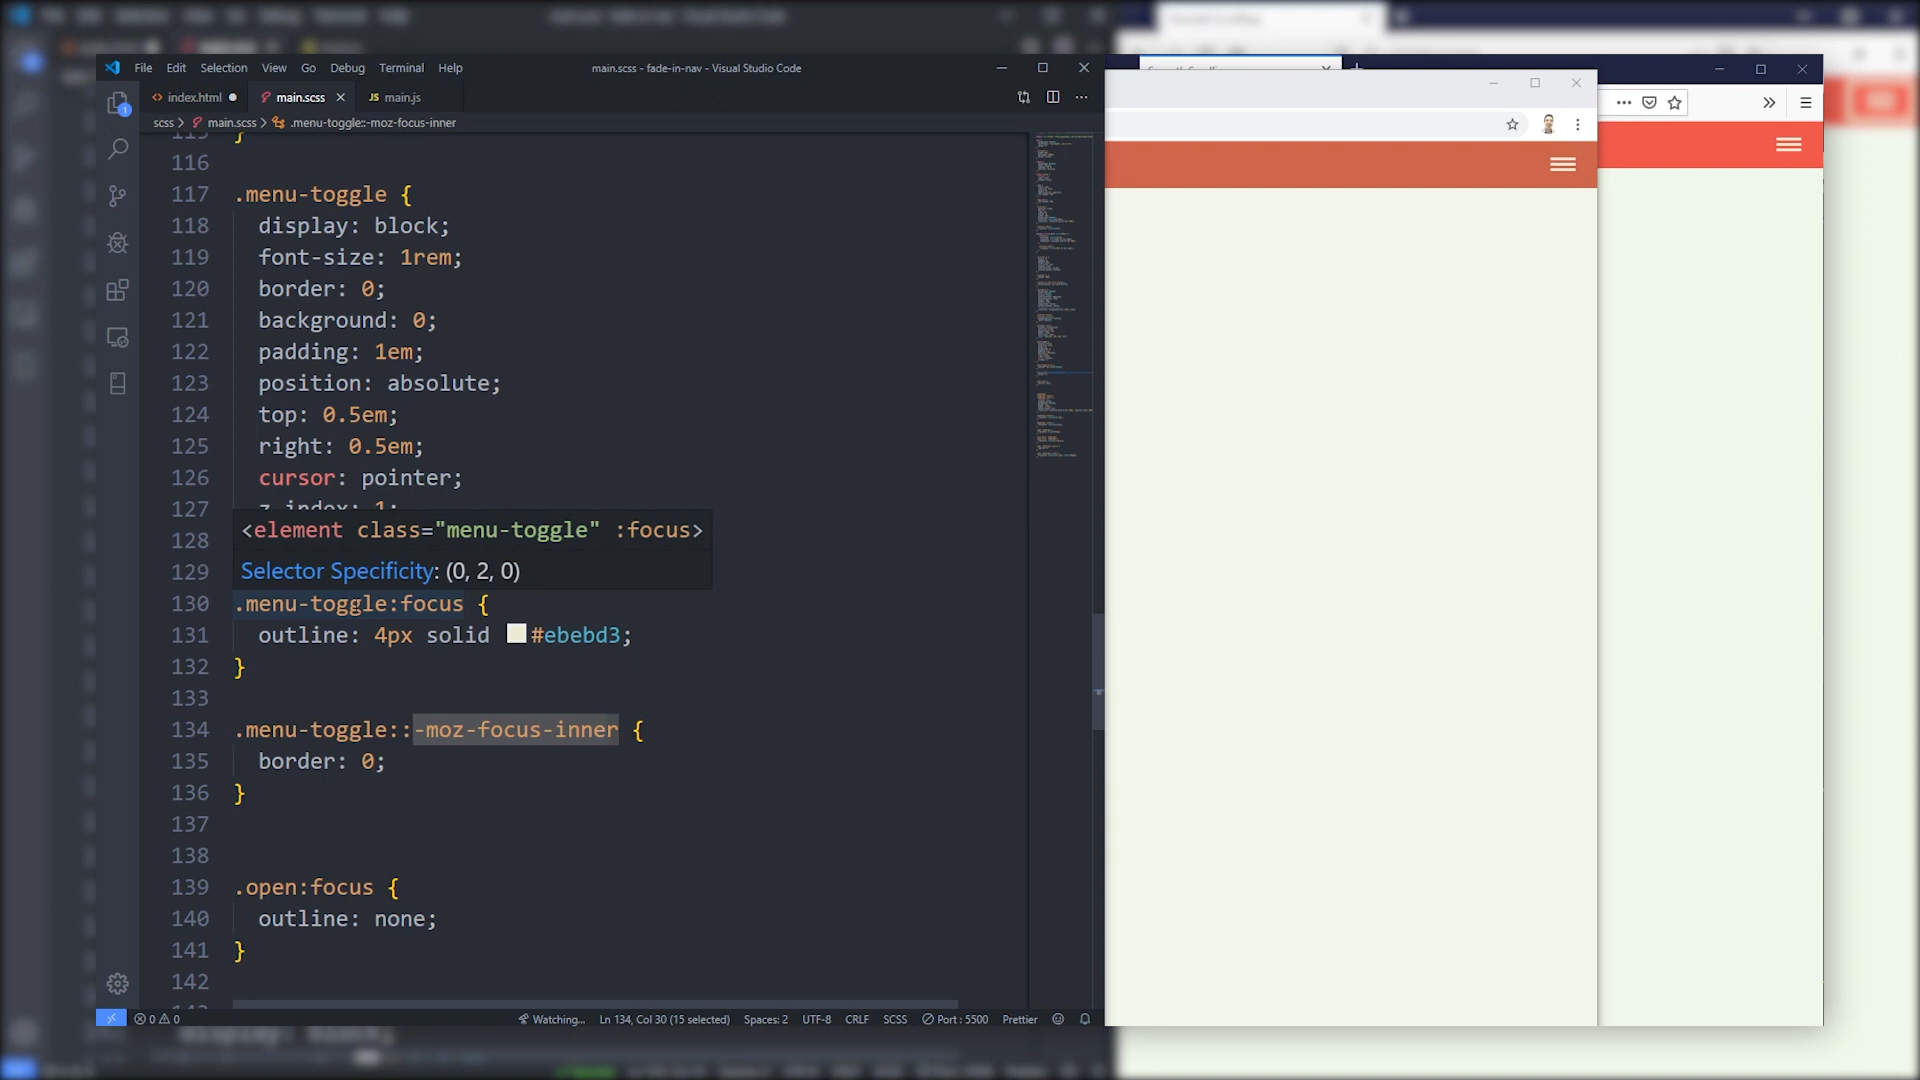 File Edit Selection View Go Debug Terminal Help
main.scss - fade-in-nav - Visual Studio Code
index.html main.scss JS main.js
scss > main.scss > .menu-toggle::-moz-focus-inner
1
115 }
116
117 .menu-toggle {
118 display: block;
119 font-size: 1rem;
120 border: 0;
121 background: 0;
122 padding: 1em;
123 position: absolute;
124 top: 0.5em;
125 right: 0.5em;
126 cursor: pointer;
127 z-index: 1;
128 <element class="menu-toggle" :focus>
129 Selector Specificity: (0, 2, 0)
130 .menu-toggle:focus {
131 outline: 4px solid #ebebd3;
132 }
133
134 .menu-toggle::-moz-focus-inner {
135 border: 0;
136 }
137
138
139 .open:focus {
140 outline: none;
141 }
142
0 0 Watching... Ln 134, Col 30 (15 selected) Spaces: 2 UTF-8 CRLF SCSS Port : 5500 Prettier